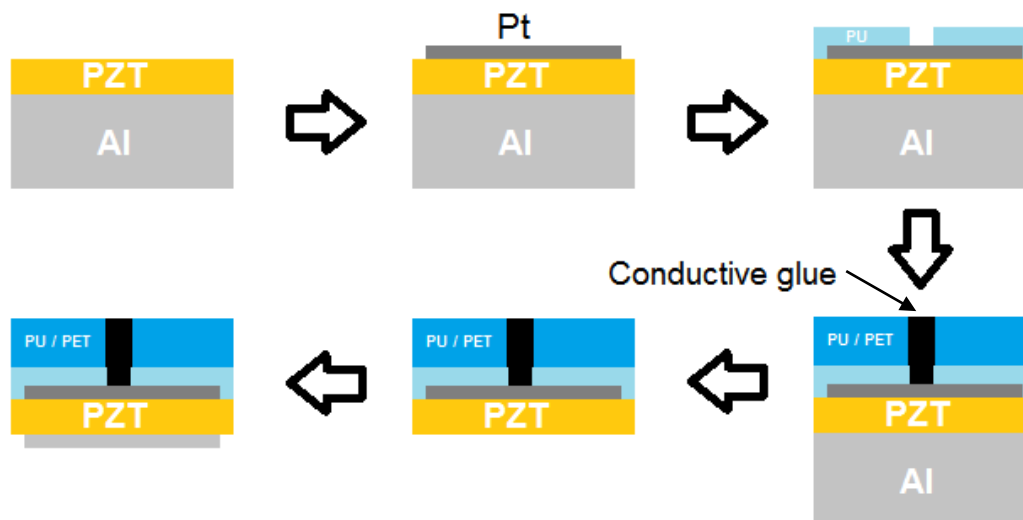 PZT
Al
Pt
PZT
Al
PU
PZT
Al
Conductive glue
PU / PET
PZT
PU / PET
PZT
PU / PET
PZT
Al